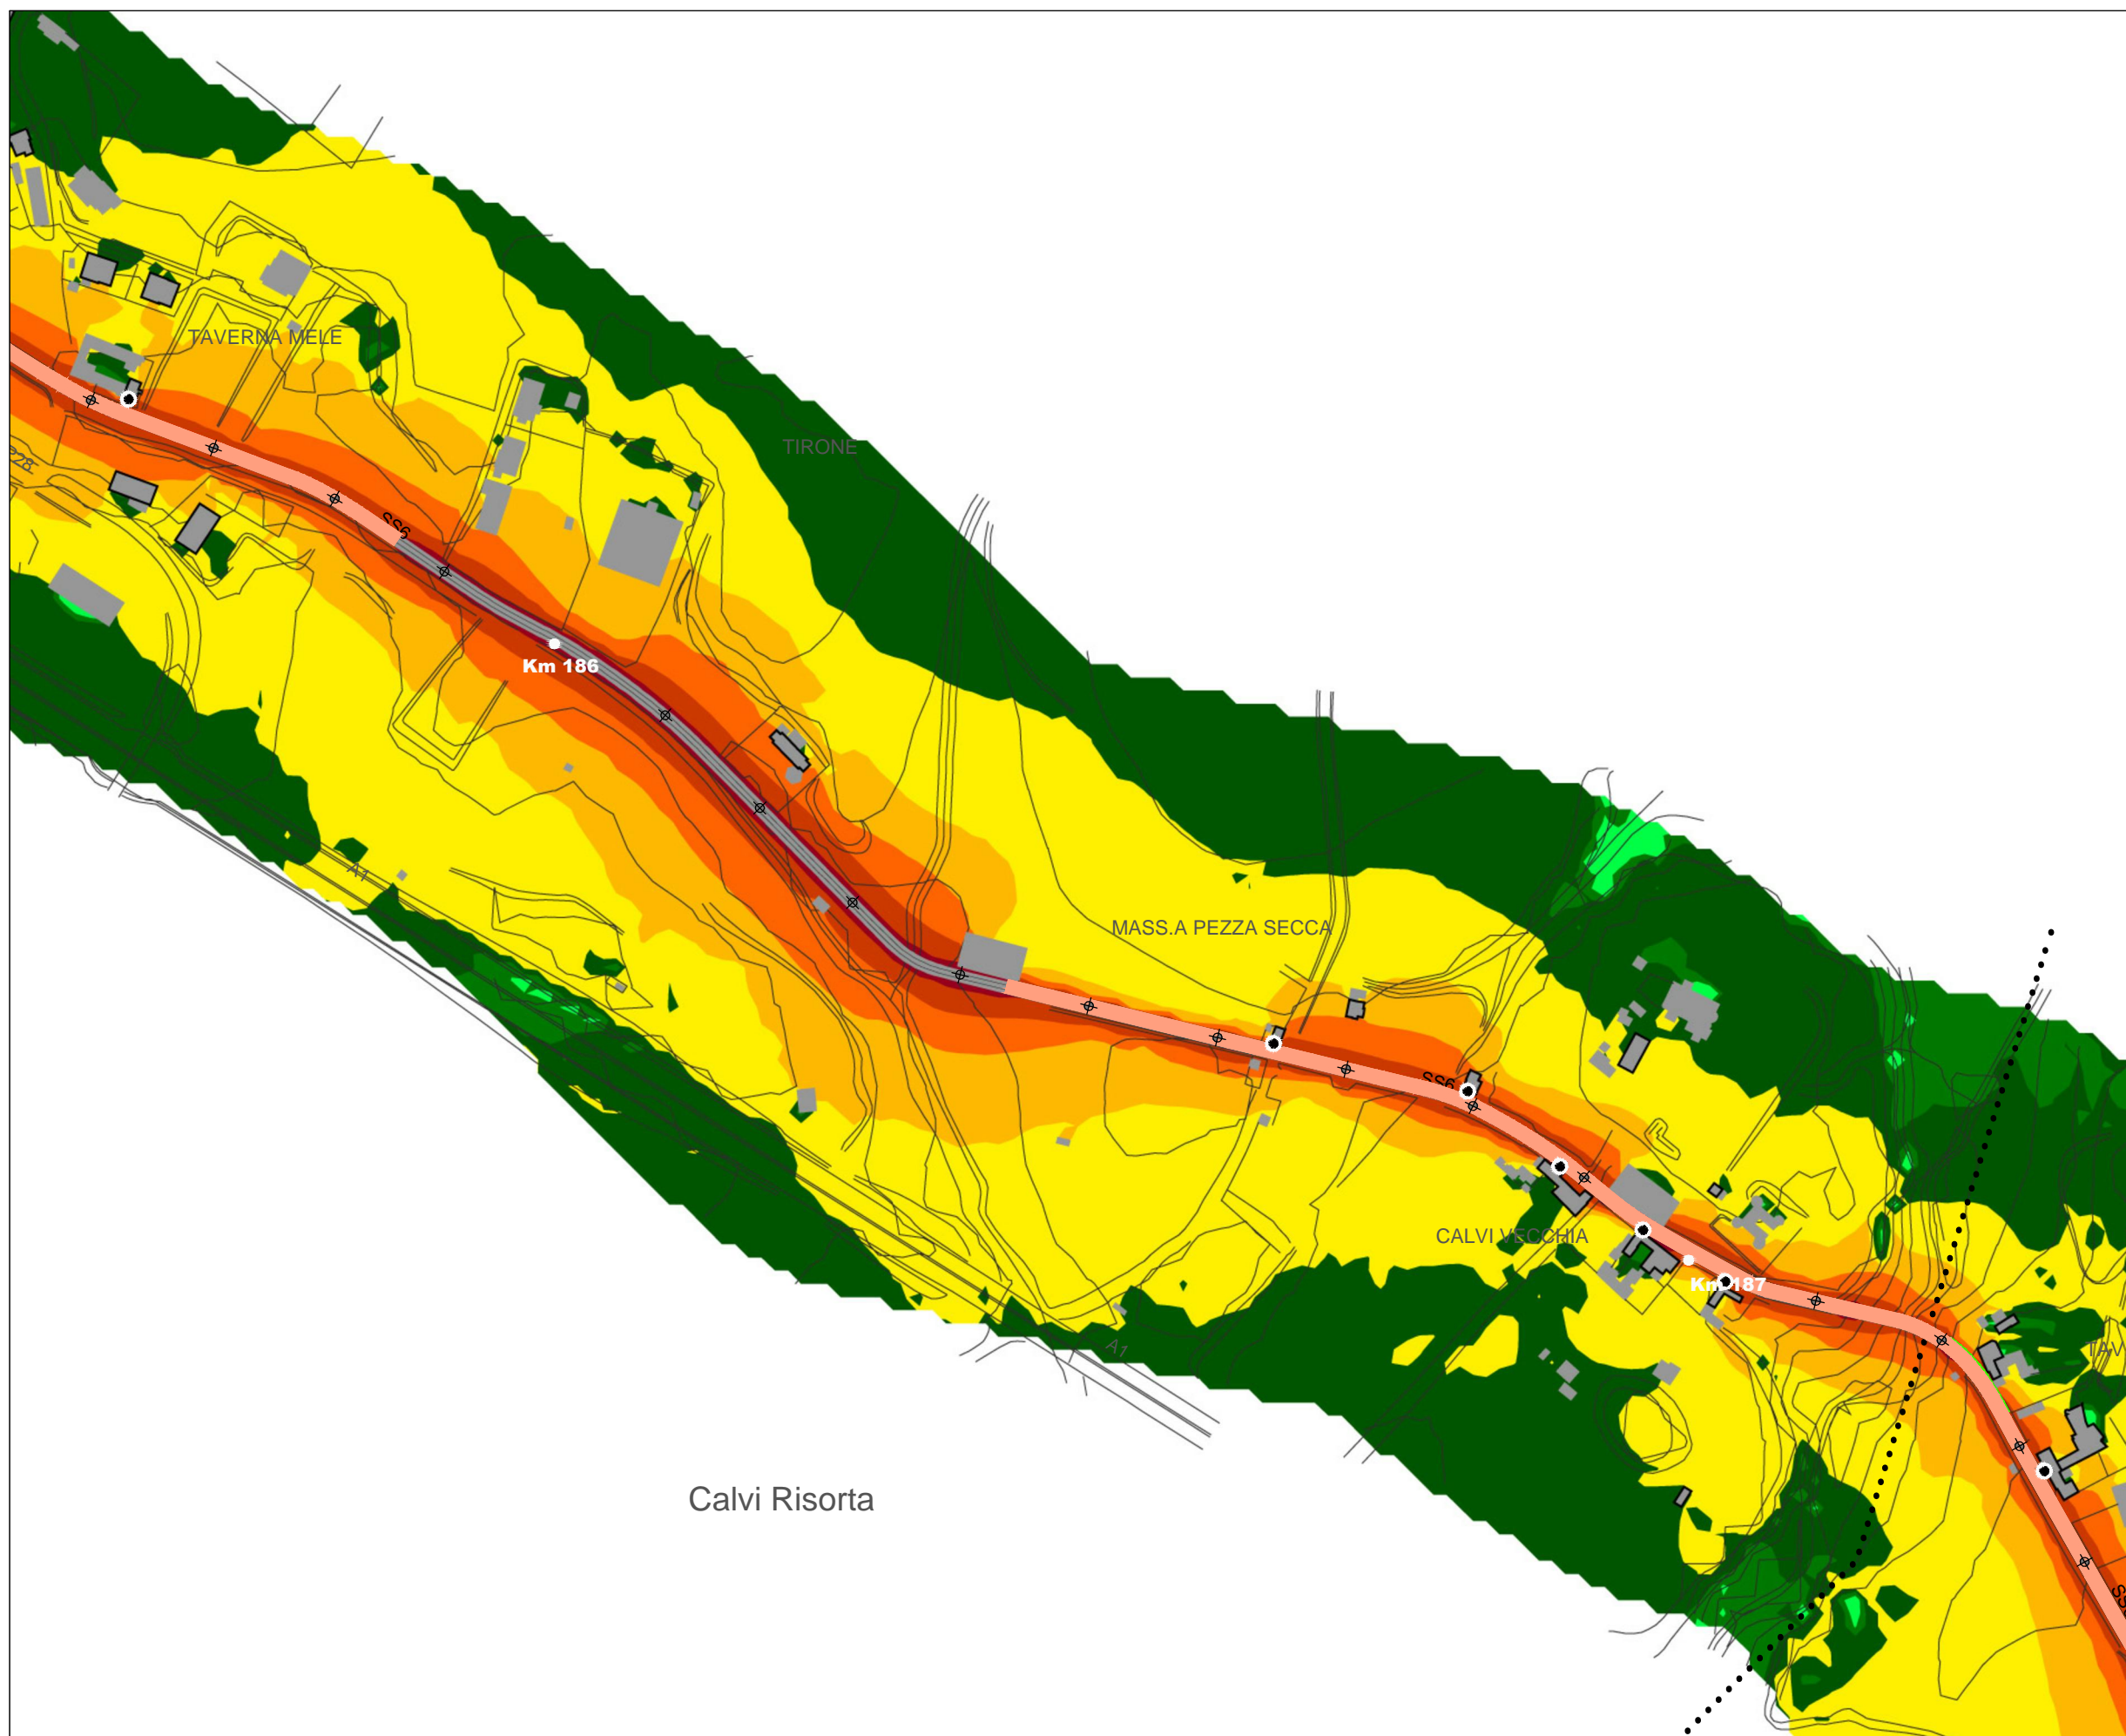 TAVERNA MELE
TIRONE
SS6
Km 186
A1
MASS.A PEZZA SECCA
SS6
CALVI VECCHIA
Km 187
A1
Calvi Risorta